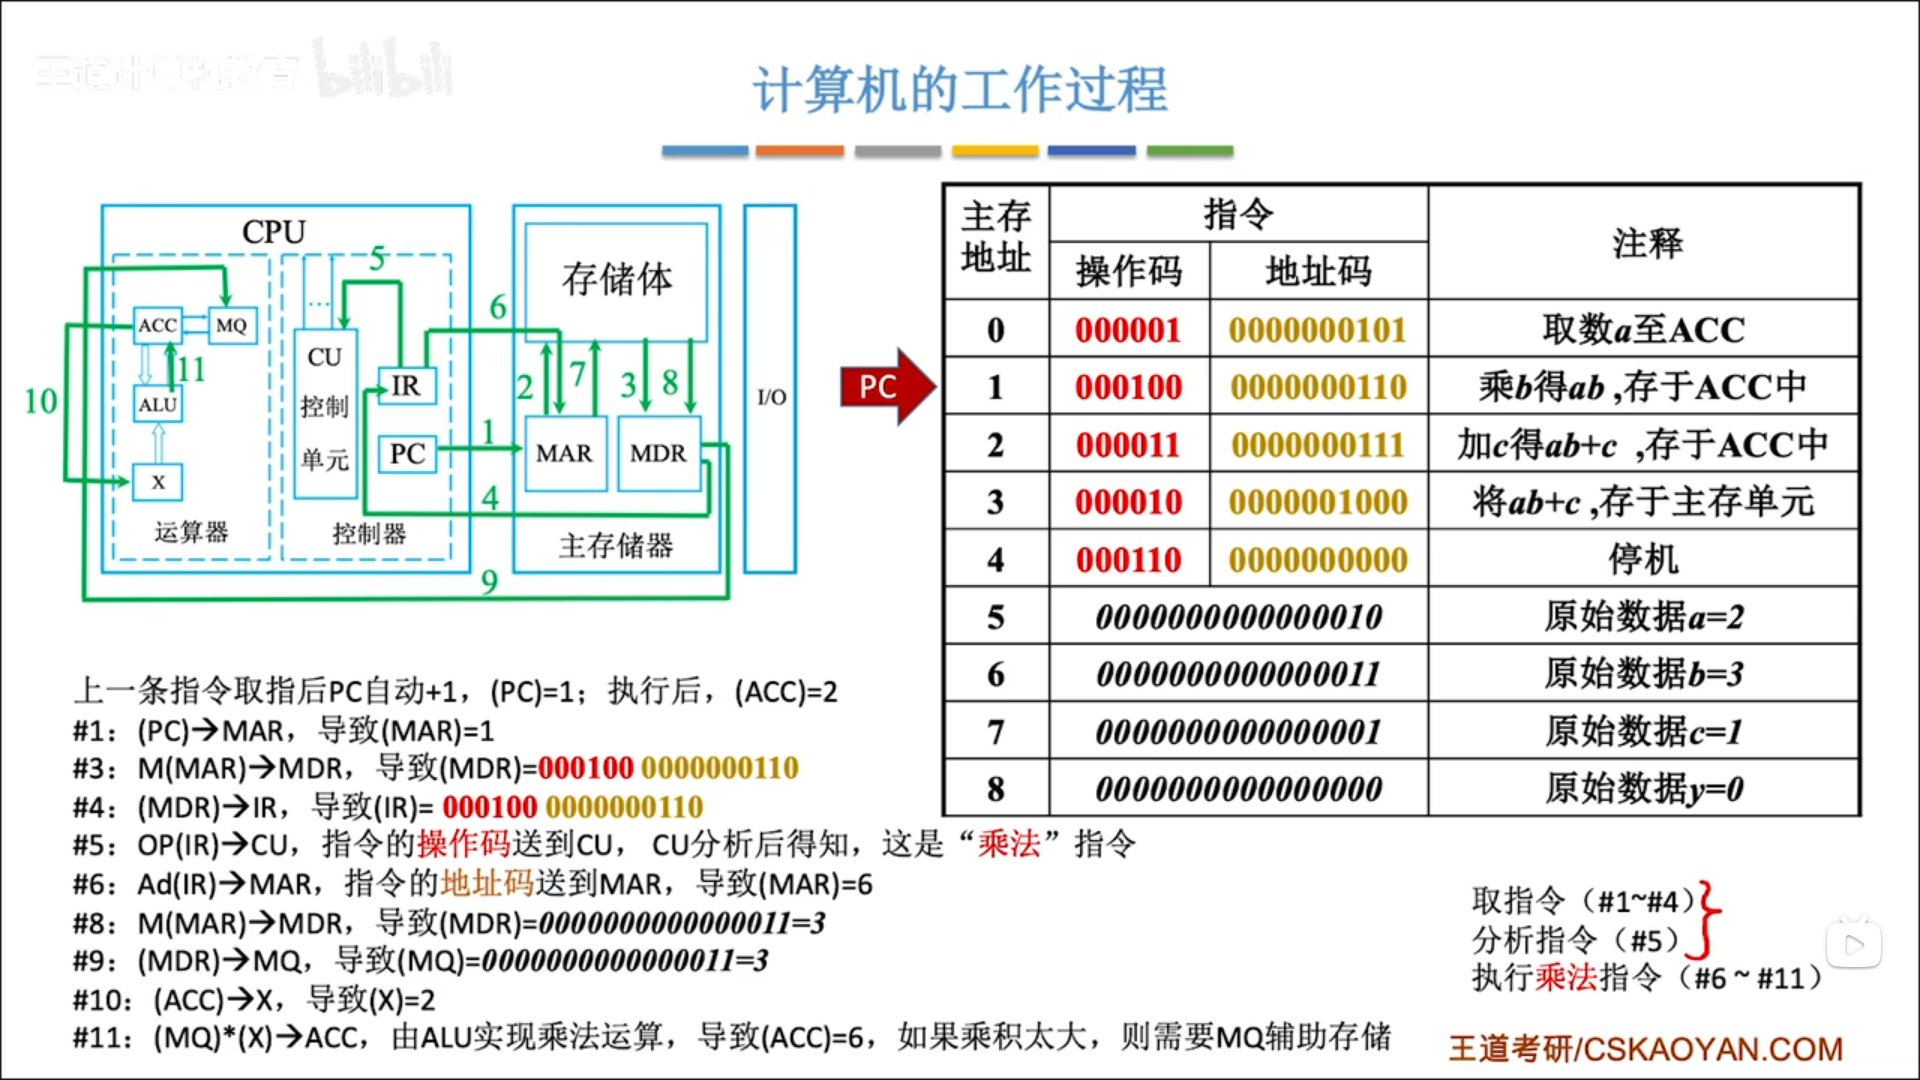 王道计算机教育 bilibili
计算机的工作过程
CPU
ACC
MQ
ALU
X
运算器
...
CU
控制
单元
IR
PC
控制器
存储体
MAR
MDR
主存储器
I/O
1
2
3
4
5
6
7
8
9
10
11
PC
主存地址 指令 注释
操作码 地址码
0 000001 0000000101 取数a至ACC
1 000100 0000000110 乘b得ab ,存于ACC中
2 000011 0000000111 加c得ab+c ,存于ACC中
3 000010 0000001000 将ab+c ,存于主存单元
4 000110 0000000000 停机
5 0000000000000010 原始数据a=2
6 0000000000000011 原始数据b=3
7 0000000000000001 原始数据c=1
8 0000000000000000 原始数据y=0
上一条指令取指后PC自动+1，(PC)=1；执行后，(ACC)=2
#1：(PC)→MAR，导致(MAR)=1
#3：M(MAR)→MDR，导致(MDR)=000100 0000000110
#4：(MDR)→IR，导致(IR)= 000100 0000000110
#5：OP(IR)→CU，指令的操作码送到CU， CU分析后得知，这是“乘法”指令
#6：Ad(IR)→MAR，指令的地址码送到MAR，导致(MAR)=6
#8：M(MAR)→MDR，导致(MDR)=0000000000000011=3
#9：(MDR)→MQ，导致(MQ)=0000000000000011=3
#10：(ACC)→X，导致(X)=2
#11：(MQ)*(X)→ACC，由ALU实现乘法运算，导致(ACC)=6，如果乘积太大，则需要MQ辅助存储
取指令（#1~#4）
分析指令（#5）
执行乘法指令（#6 ~ #11）
王道考研/CSKAOYAN.COM